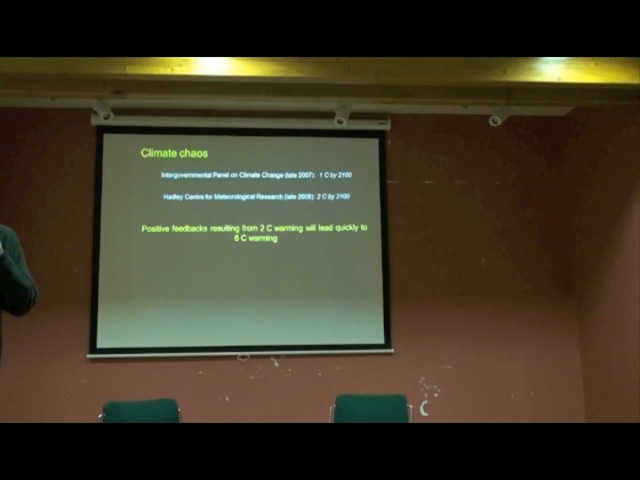 Climate chaos
Intergovernmental Panel on Climate Change (late 2007): 1 C by 2100
Hadley Centre for Meteorological Research (late 2008): 2 C by 2100
Positive feedbacks resulting from 2 C warming will lead quickly to
6 C warming